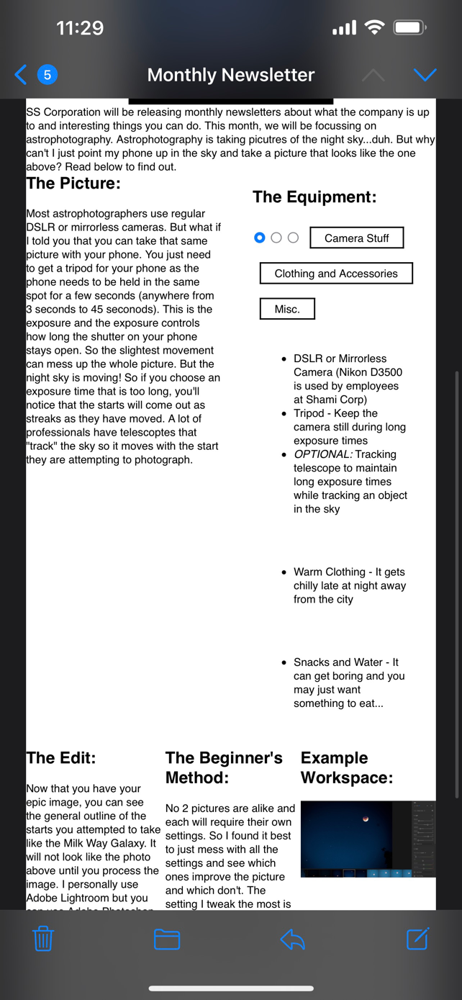 11:29
5
Monthly Newsletter
SS Corporation will be releasing monthly newsletters about what the company is up
to and interesting things you can do. This month, we will be focussing on
astrophotography. Astrophotography is taking picutres of the night sky...duh. But why
can't I just point my phone up in the sky and take a picture that looks like the one
above? Read below to find out.
The Picture:
Most astrophotographers use regular
DSLR or mirrorless cameras. But what if
I told you that you can take that same
picture with your phone. You just need
to get a tripod for your phone as the
phone needs to be held in the same
spot for a few seconds (anywhere from
3 seconds to 45 seconods). This is the
exposure and the exposure controls
how long the shutter on your phone
stays open. So the slightest movement
can mess up the whole picture. But the
night sky is moving! So if you choose an
exposure time that is too long, you'll
notice that the starts will come out as
streaks as they have moved. A lot of
professionals have telescoptes that
"track" the sky so it moves with the start
they are attempting to photograph.
The Equipment:
Camera Stuff
Clothing and Accessories
Misc.
• DSLR or Mirrorless
Camera (Nikon D3500
is used by employees
at Shami Corp)
• Tripod - Keep the
camera still during long
exposure times
• OPTIONAL: Tracking
telescope to maintain
long exposure times
while tracking an object
in the sky
• Warm Clothing - It gets
chilly late at night away
from the city
• Snacks and Water - It
can get boring and you
may just want
something to eat...
The Edit:
Now that you have your
epic image, you can see
the general outline of the
starts you attempted to take
like the Milk Way Galaxy. It
will not look like the photo
above until you process the
image. I personally use
Adobe Lightroom but you
can use Adobe Photoshop
The Beginner's
Method:
No 2 pictures are alike and
each will require their own
settings. So I found it best
to just mess with all the
settings and see which
ones improve the picture
and which don't. The
setting I tweak the most is
Example
Workspace: